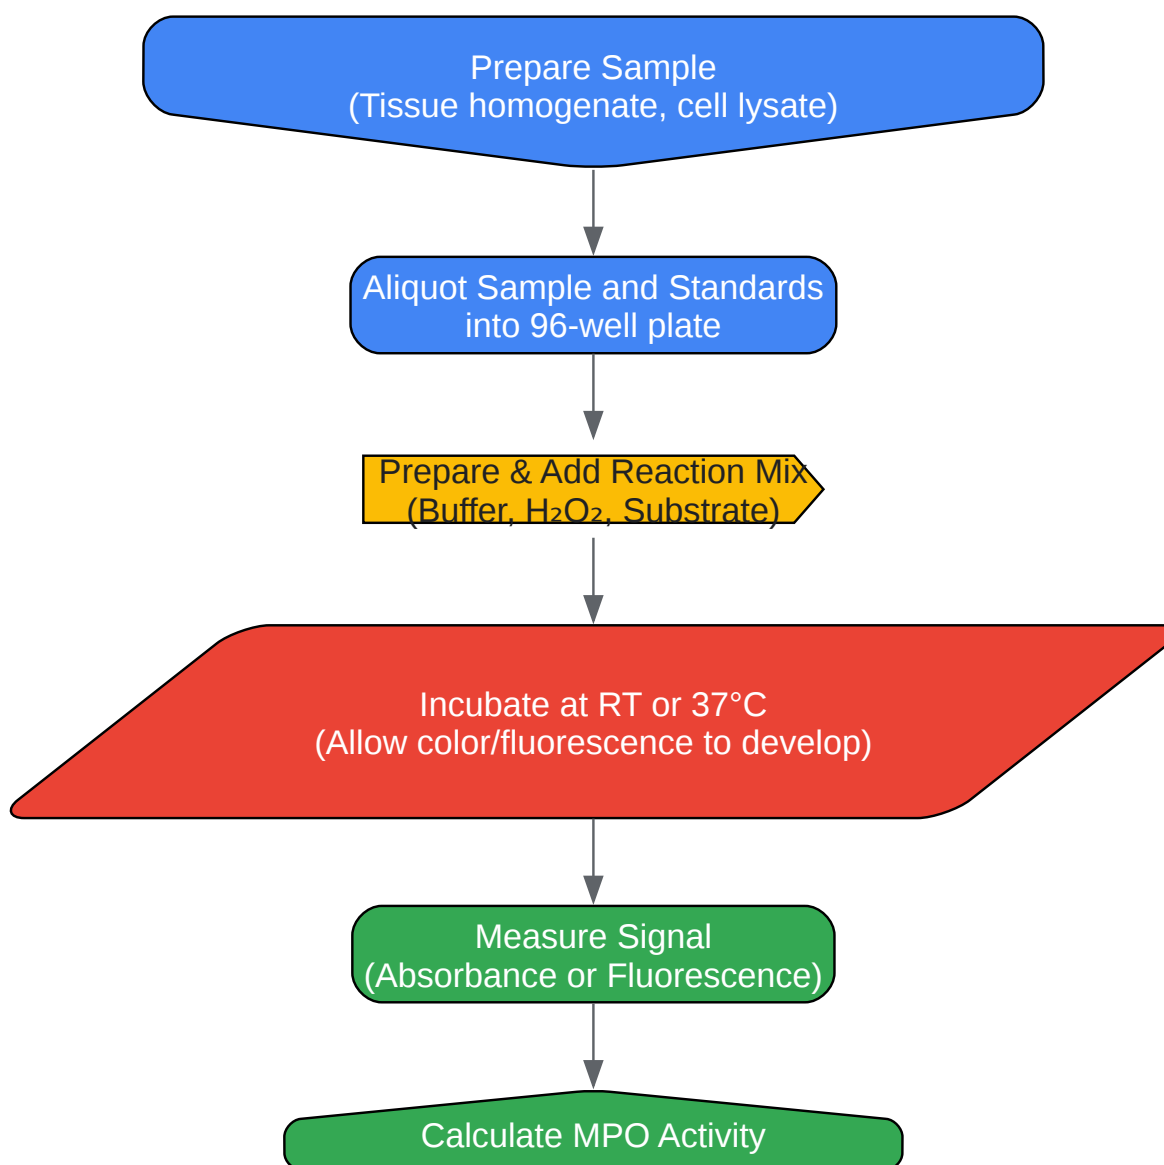 Prepare Sample
(Tissue homogenate, cell lysate)
Aliquot Sample and Standards
into 96-well plate
Prepare & Add Reaction Mix
(Buffer, H₂O₂, Substrate)
Incubate at RT or 37°C
(Allow color/fluorescence to develop)
Measure Signal
(Absorbance or Fluorescence)
Calculate MPO Activity